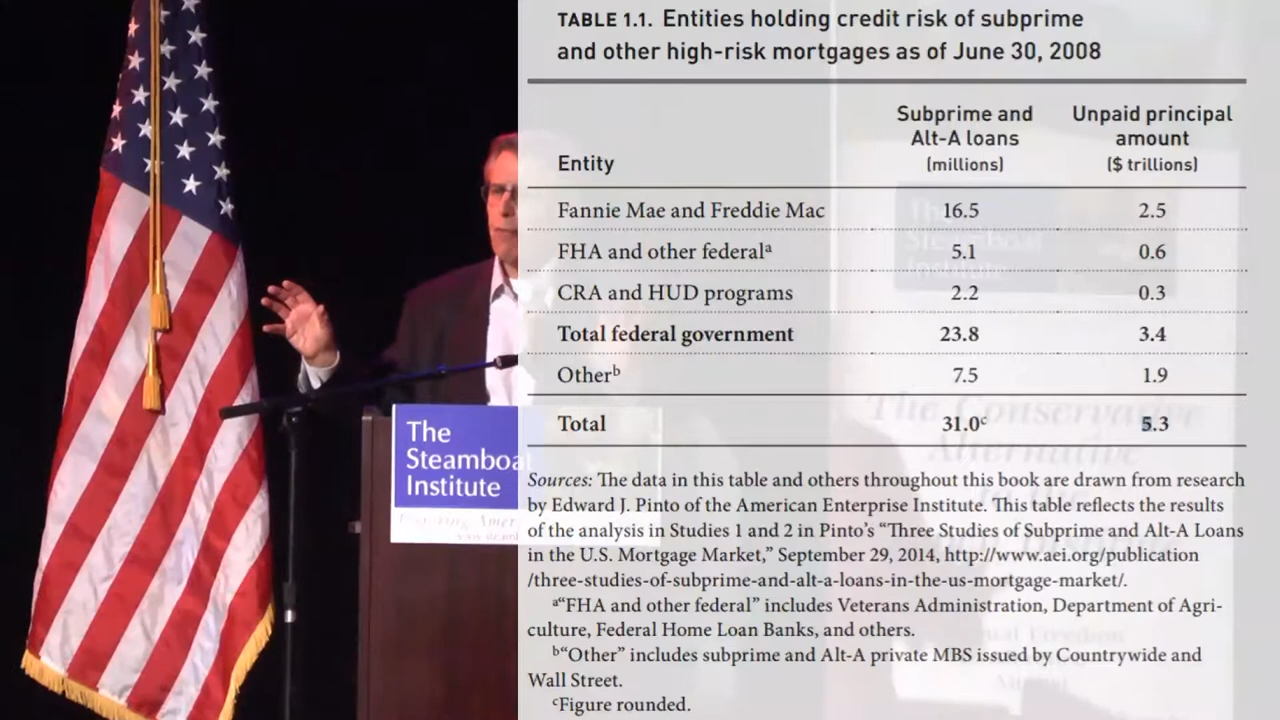 TABLE 1.1. Entities holding credit risk of subprime
and other high-risk mortgages as of June 30, 2008
Entity
Subprime and
Alt-A loans
(millions)
Unpaid principal
amount
($ trillions)
Fannie Mae and Freddie Mac 16.5 2.5
FHA and other federalᵃ 5.1 0.6
CRA and HUD programs 2.2 0.3
Total federal government 23.8 3.4
Otherᵇ 7.5 1.9
Total 31.0ᶜ 5.3
Sources: The data in this table and others throughout this book are drawn from research
by Edward J. Pinto of the American Enterprise Institute. This table reflects the results
of the analysis in Studies 1 and 2 in Pinto's “Three Studies of Subprime and Alt-A Loans
in the U.S. Mortgage Market,” September 29, 2014, http://www.aei.org/publication
/three-studies-of-subprime-and-alt-a-loans-in-the-us-mortgage-market/.
ᵃ“FHA and other federal” includes Veterans Administration, Department of Agri-
culture, Federal Home Loan Banks, and others.
ᵇ“Other” includes subprime and Alt-A private MBS issued by Countrywide and
Wall Street.
ᶜFigure rounded.
The
Steamboat
Institute
The
Steamboat
Institute
The Conservative
Alternative